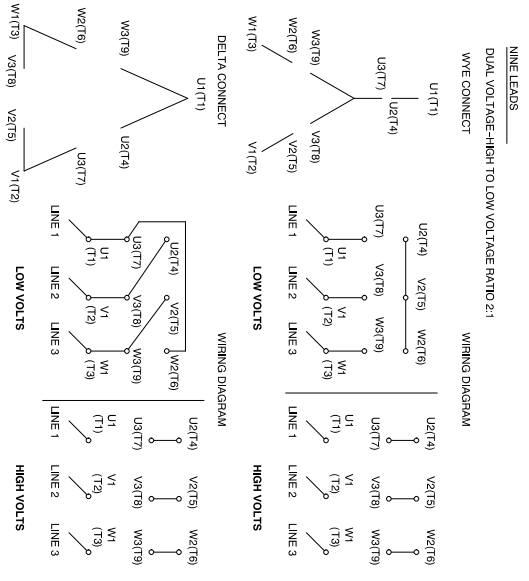 NINE LEADS
DUAL VOLTAGE-HIGH TO LOW VOLTAGE RATIO 2:1
WYE CONNECT
WIRING DIAGRAM
U1(T1)
U3(T7)
U2(T4)
W3(T9)
W2(T6)
W1(T3)
V3(T8)
V2(T5)
V1(T2)
U2(T4) V2(T5) W2(T6)
U3(T7) V3(T8) W3(T9)
U1 V1 W1
(T1) (T2) (T3)
LINE 1 LINE 2 LINE 3
LOW VOLTS
U2(T4) V2(T5) W2(T6)
U3(T7) V3(T8) W3(T9)
U1 V1 W1
(T1) (T2) (T3)
LINE 1 LINE 2 LINE 3
HIGH VOLTS
DELTA CONNECT
WIRING DIAGRAM
U1(T1)
W3(T9) U2(T4)
W2(T6) U3(T7)
W1(T3) V3(T8) V2(T5) V1(T2)
U2(T4) V2(T5) W2(T6)
U3(T7) V3(T8) W3(T9)
U1 V1 W1
(T1) (T2) (T3)
LINE 1 LINE 2 LINE 3
LOW VOLTS
U2(T4) V2(T5) W2(T6)
U3(T7) V3(T8) W3(T9)
U1 V1 W1
(T1) (T2) (T3)
LINE 1 LINE 2 LINE 3
HIGH VOLTS